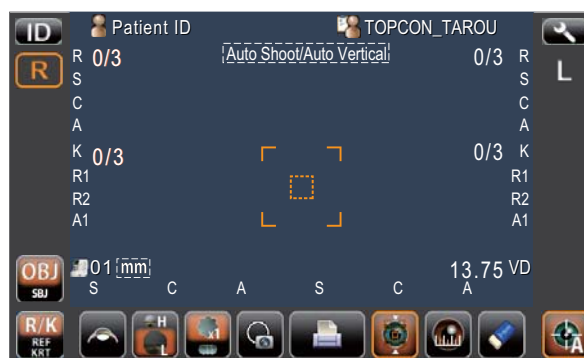 ID Patient ID TOPCON_TAROU
R R 0/3 Auto Shoot/Auto Vertical 0/3 R L
S S
C C
A A
K 0/3 0/3 K
R1 R1
R2 R2
A1 A1
OBJ SBJ 01 mm 13.75 VD
S C A S C A
R/K REF KRT H L x1 A